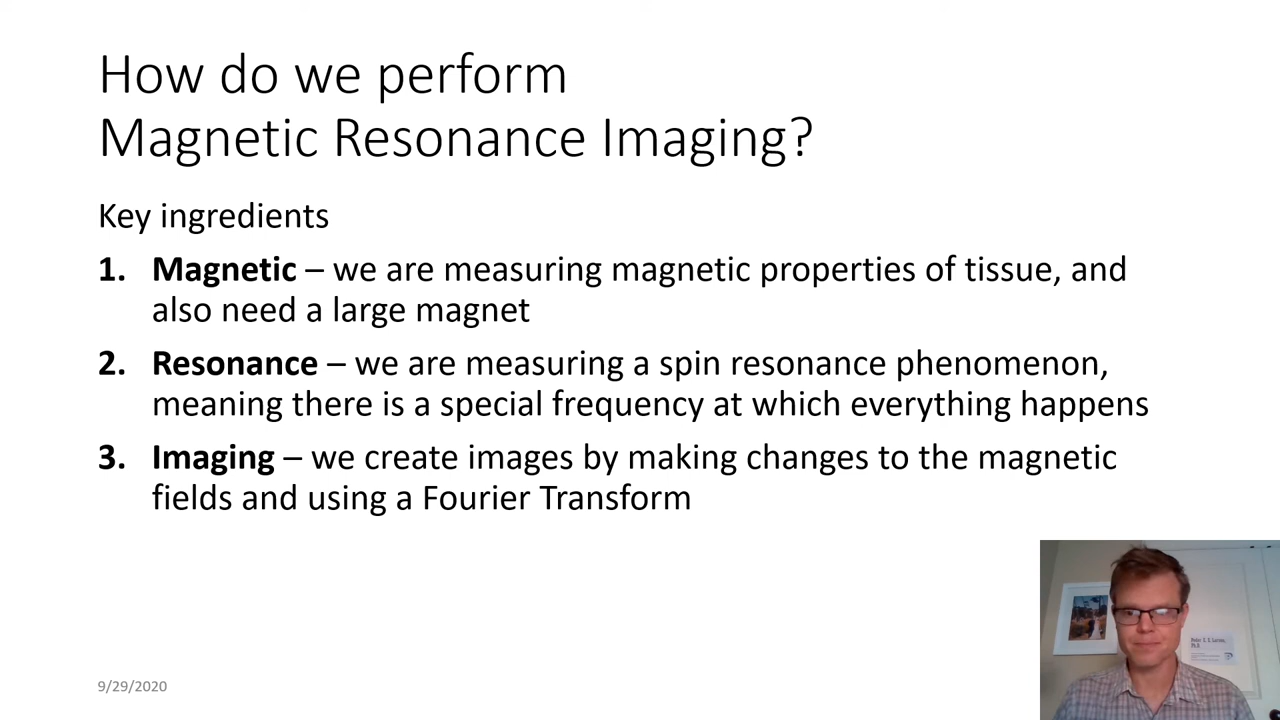 How do we perform
Magnetic Resonance Imaging?
Key ingredients
1. Magnetic – we are measuring magnetic properties of tissue, and
also need a large magnet
2. Resonance – we are measuring a spin resonance phenomenon,
meaning there is a special frequency at which everything happens
3. Imaging – we create images by making changes to the magnetic
fields and using a Fourier Transform
9/29/2020